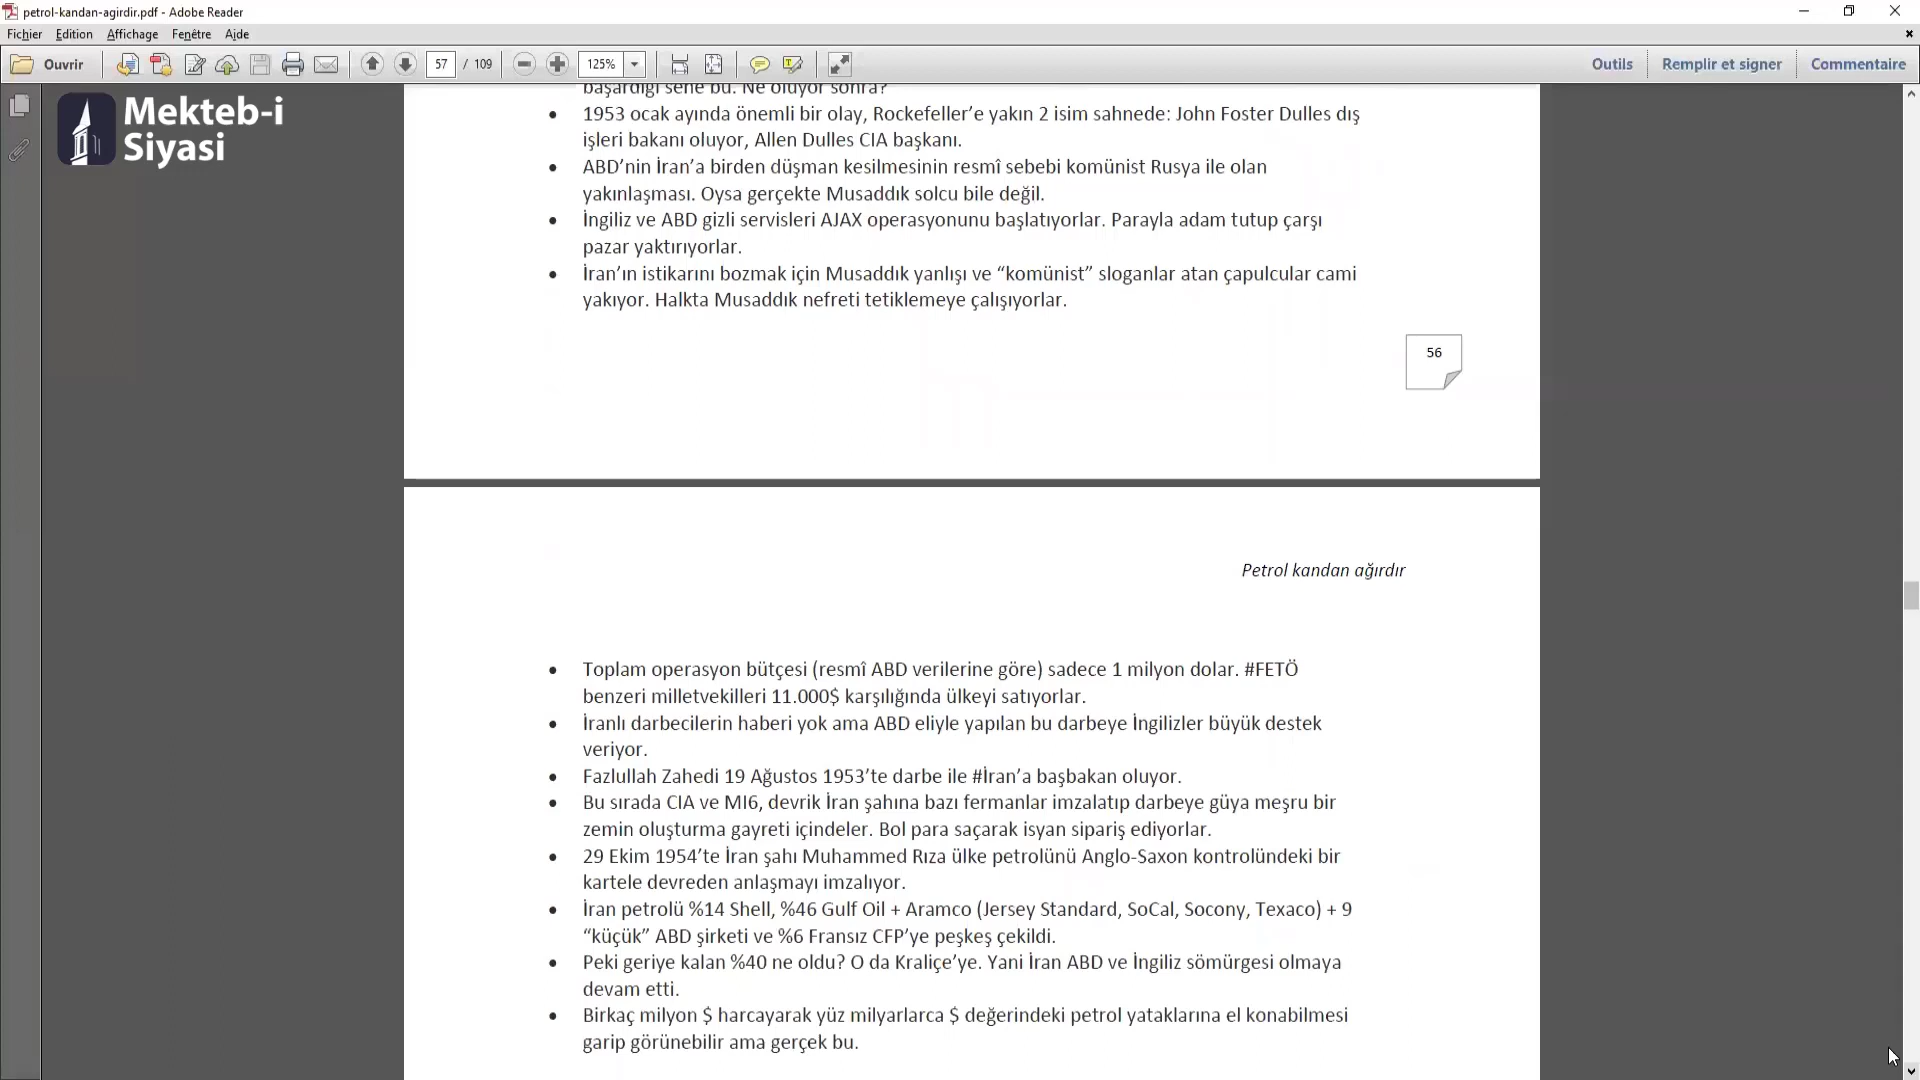 petrol-kandan-agirdir.pdf - Adobe Reader
Fichier Edition Affichage Fenêtre Aide
Ouvrir 57 / 109 125% Outils Remplir et signer Commentaire
Mekteb-i
Siyasi
başardığı sene bu. Ne oluyor sonra?
• 1953 ocak ayında önemli bir olay, Rockefeller’e yakın 2 isim sahnede: John Foster Dulles dış
işleri bakanı oluyor, Allen Dulles CIA başkanı.
• ABD’nin İran’a birden düşman kesilmesinin resmî sebebi komünist Rusya ile olan
yakınlaşması. Oysa gerçekte Musaddık solcu bile değil.
• İngiliz ve ABD gizli servisleri AJAX operasyonunu başlatıyorlar. Parayla adam tutup çarşı
pazar yaktırıyorlar.
• İran’ın istikarını bozmak için Musaddık yanlışı ve “komünist” sloganlar atan çapulcular cami
yakıyor. Halkta Musaddık nefreti tetiklemeye çalışıyorlar.
56
Petrol kandan ağırdır
• Toplam operasyon bütçesi (resmî ABD verilerine göre) sadece 1 milyon dolar. #FETÖ
benzeri milletvekilleri 11.000$ karşılığında ülkeyi satıyorlar.
• İranlı darbecilerin haberi yok ama ABD eliyle yapılan bu darbeye İngilizler büyük destek
veriyor.
• Fazlullah Zahedi 19 Ağustos 1953’te darbe ile #İran’a başbakan oluyor.
• Bu sırada CIA ve MI6, devrik İran şahına bazı fermanlar imzalatıp darbeye güya meşru bir
zemin oluşturma gayreti içindeler. Bol para saçarak isyan sipariş ediyorlar.
• 29 Ekim 1954’te İran şahı Muhammed Rıza ülke petrolünü Anglo-Saxon kontrolündeki bir
kartele devreden anlaşmayı imzalıyor.
• İran petrolü %14 Shell, %46 Gulf Oil + Aramco (Jersey Standard, SoCal, Socony, Texaco) + 9
“küçük” ABD şirketi ve %6 Fransız CFP’ye peşkeş çekildi.
• Peki geriye kalan %40 ne oldu? O da Kraliçe’ye. Yani İran ABD ve İngiliz sömürgesi olmaya
devam etti.
• Birkaç milyon $ harcayarak yüz milyarlarca $ değerindeki petrol yataklarına el konabilmesi
garip görünebilir ama gerçek bu.